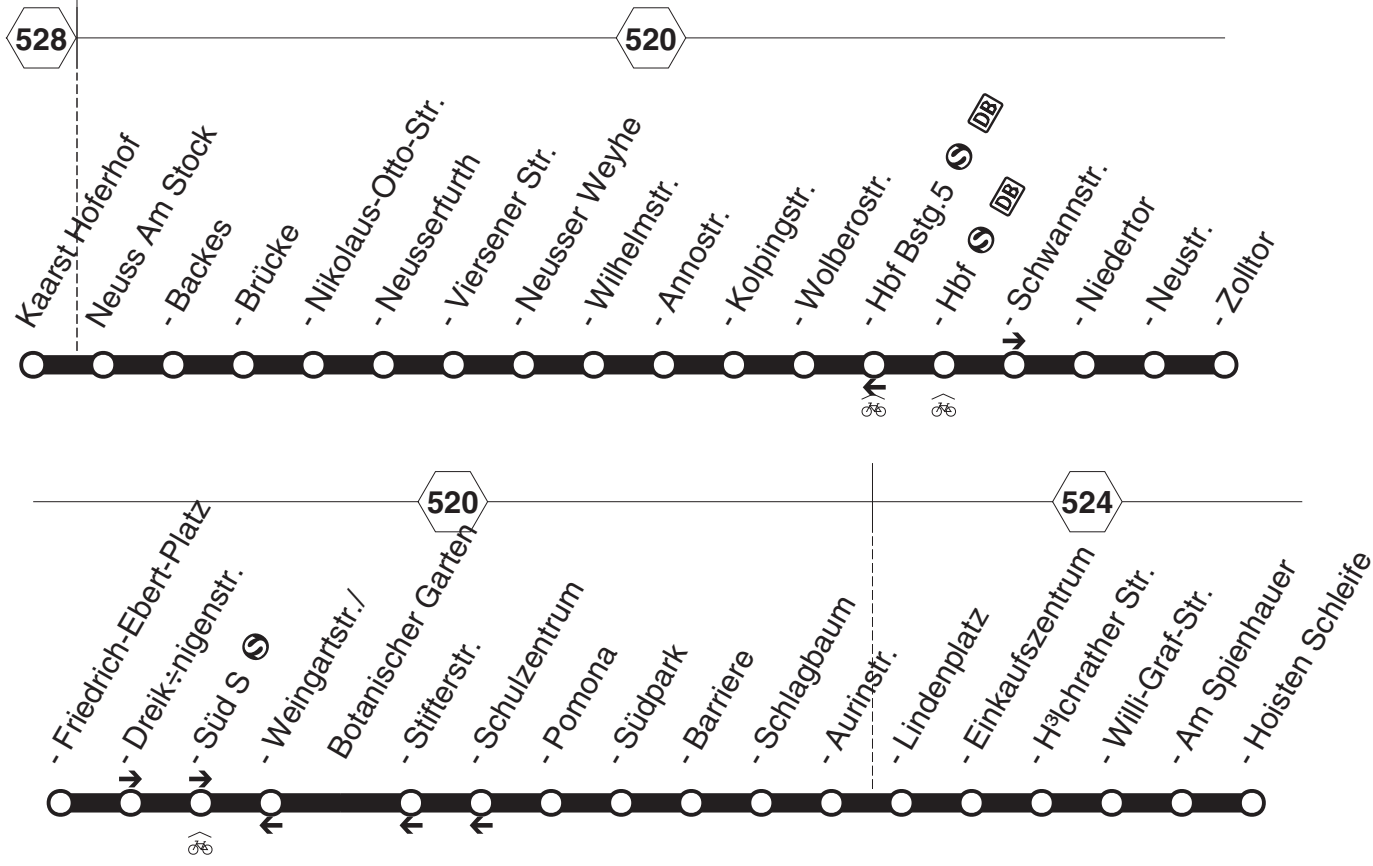 528
520
Kaarst Hoferhof
Neuss Am Stock
- Backes
- Brücke
- Nikolaus-Otto-Str.
- Neusserfurth
- Viersener Str.
- Neusser Weyhe
- Wilhelmstr.
- Annostr.
- Kolpingstr.
- Wolberostr.
- Hbf Bstg.5 S DB
- Hbf S DB
- Schwannstr.
- Niedertor
- Neustr.
- Zolltor
520
524
- Friedrich-Ebert-Platz
- Dreik÷nigenstr.
- Süd S S
- Weingartstr./
Botanischer Garten
- Stifterstr.
- Schulzentrum
- Pomona
- Südpark
- Barriere
- Schlagbaum
- Aurinstr.
- Lindenplatz
- Einkaufszentrum
- H³lchrather Str.
- Willi-Graf-Str.
- Am Spienhauer
- Hoisten Schleife